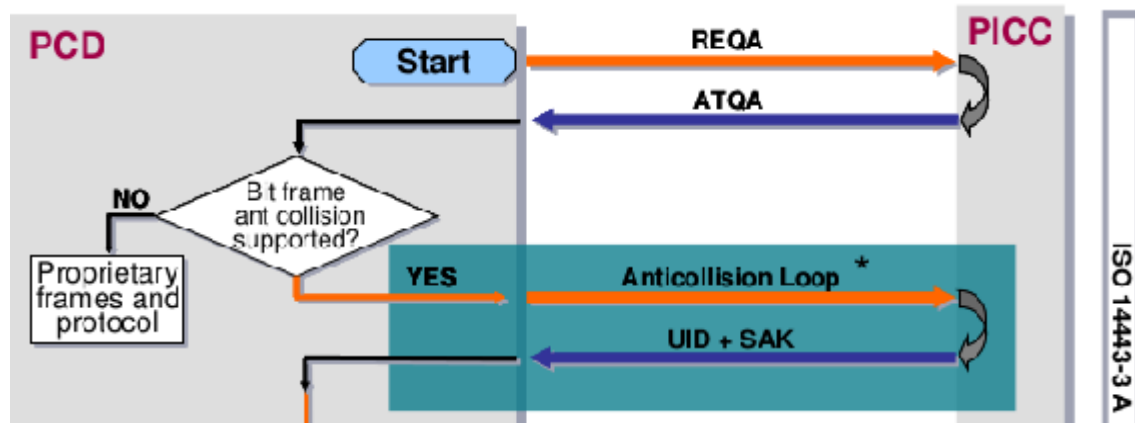 PCD
PICC
Start
REQA
ATQA
NO
Bit frame
ant collision
supported?
Proprietary
frames and
protocol
YES
Anticollision Loop *
UID + SAK
ISO 14443-3 A